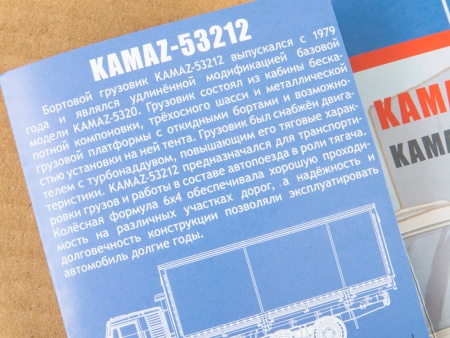 KAMAZ-53212
Бортовой грузовик KAMAZ-53212 выпускался с 1979
года и являлся удлинённой модификацией базовой
модели KAMAZ-5320. Грузовик состоял из кабины беска-
потной компоновки, трёхосного шасси и металлической
грузовой платформы с откидными бортами и возможно-
стью установки на ней тента. Грузовик был снабжён двига-
телем с турбонаддувом, повышающим его тяговые харак-
теристики. KAMAZ-53212 предназначался для транспорти-
ровки грузов и работы в составе автопоезда в роли тягача.
Колёсная формула 6х4 обеспечивала хорошую проходи-
мость на различных участках дорог, а надёжность и
долговечность конструкции позволяли эксплуатировать
автомобиль долгие годы.
KAMA
KAMAZ